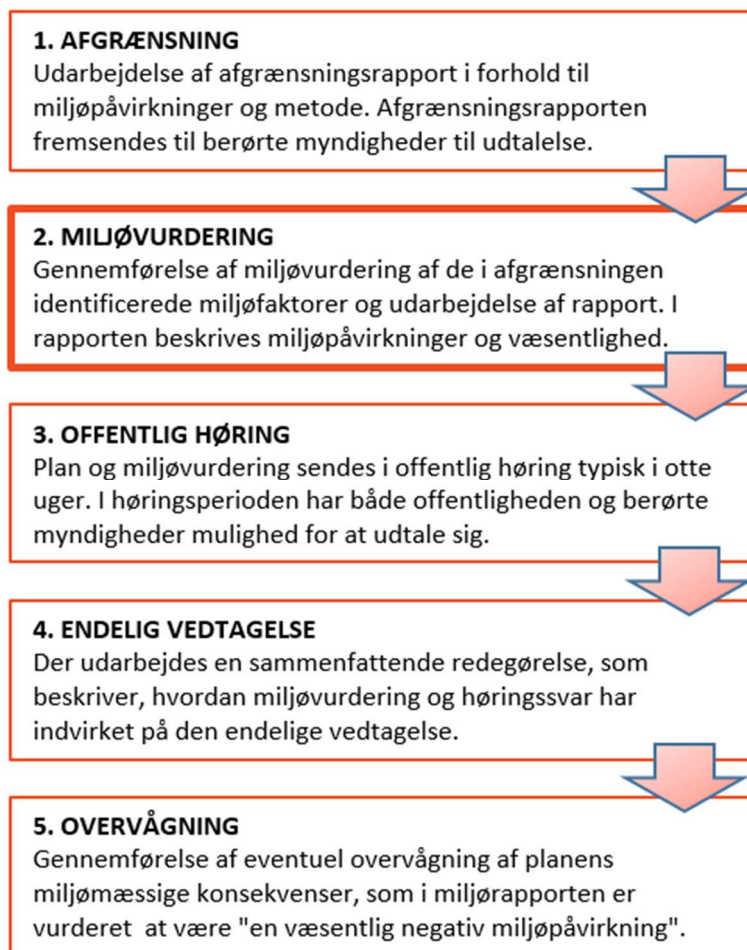 1. AFGRÆNSNING
Udarbejdelse af afgrænsningsrapport i forhold til
miljøpåvirkninger og metode. Afgrænsningsrapporten
fremsendes til berørte myndigheder til udtalelse.
2. MILJØVURDERING
Gennemførelse af miljøvurdering af de i afgrænsningen
identificerede miljøfaktorer og udarbejdelse af rapport. I
rapporten beskrives miljøpåvirkninger og væsentlighed.
3. OFFENTLIG HØRING
Plan og miljøvurdering sendes i offentlig høring typisk i otte
uger. I høringsperioden har både offentligheden og berørte
myndigheder mulighed for at udtale sig.
4. ENDELIG VEDTAGELSE
Der udarbejdes en sammenfattende redegørelse, som
beskriver, hvordan miljøvurdering og høringssvar har
indvirket på den endelige vedtagelse.
5. OVERVÅGNING
Gennemførelse af eventuel overvågning af planens
miljømæssige konsekvenser, som i miljørapporten er
vurderet at være "en væsentlig negativ miljøpåvirkning".